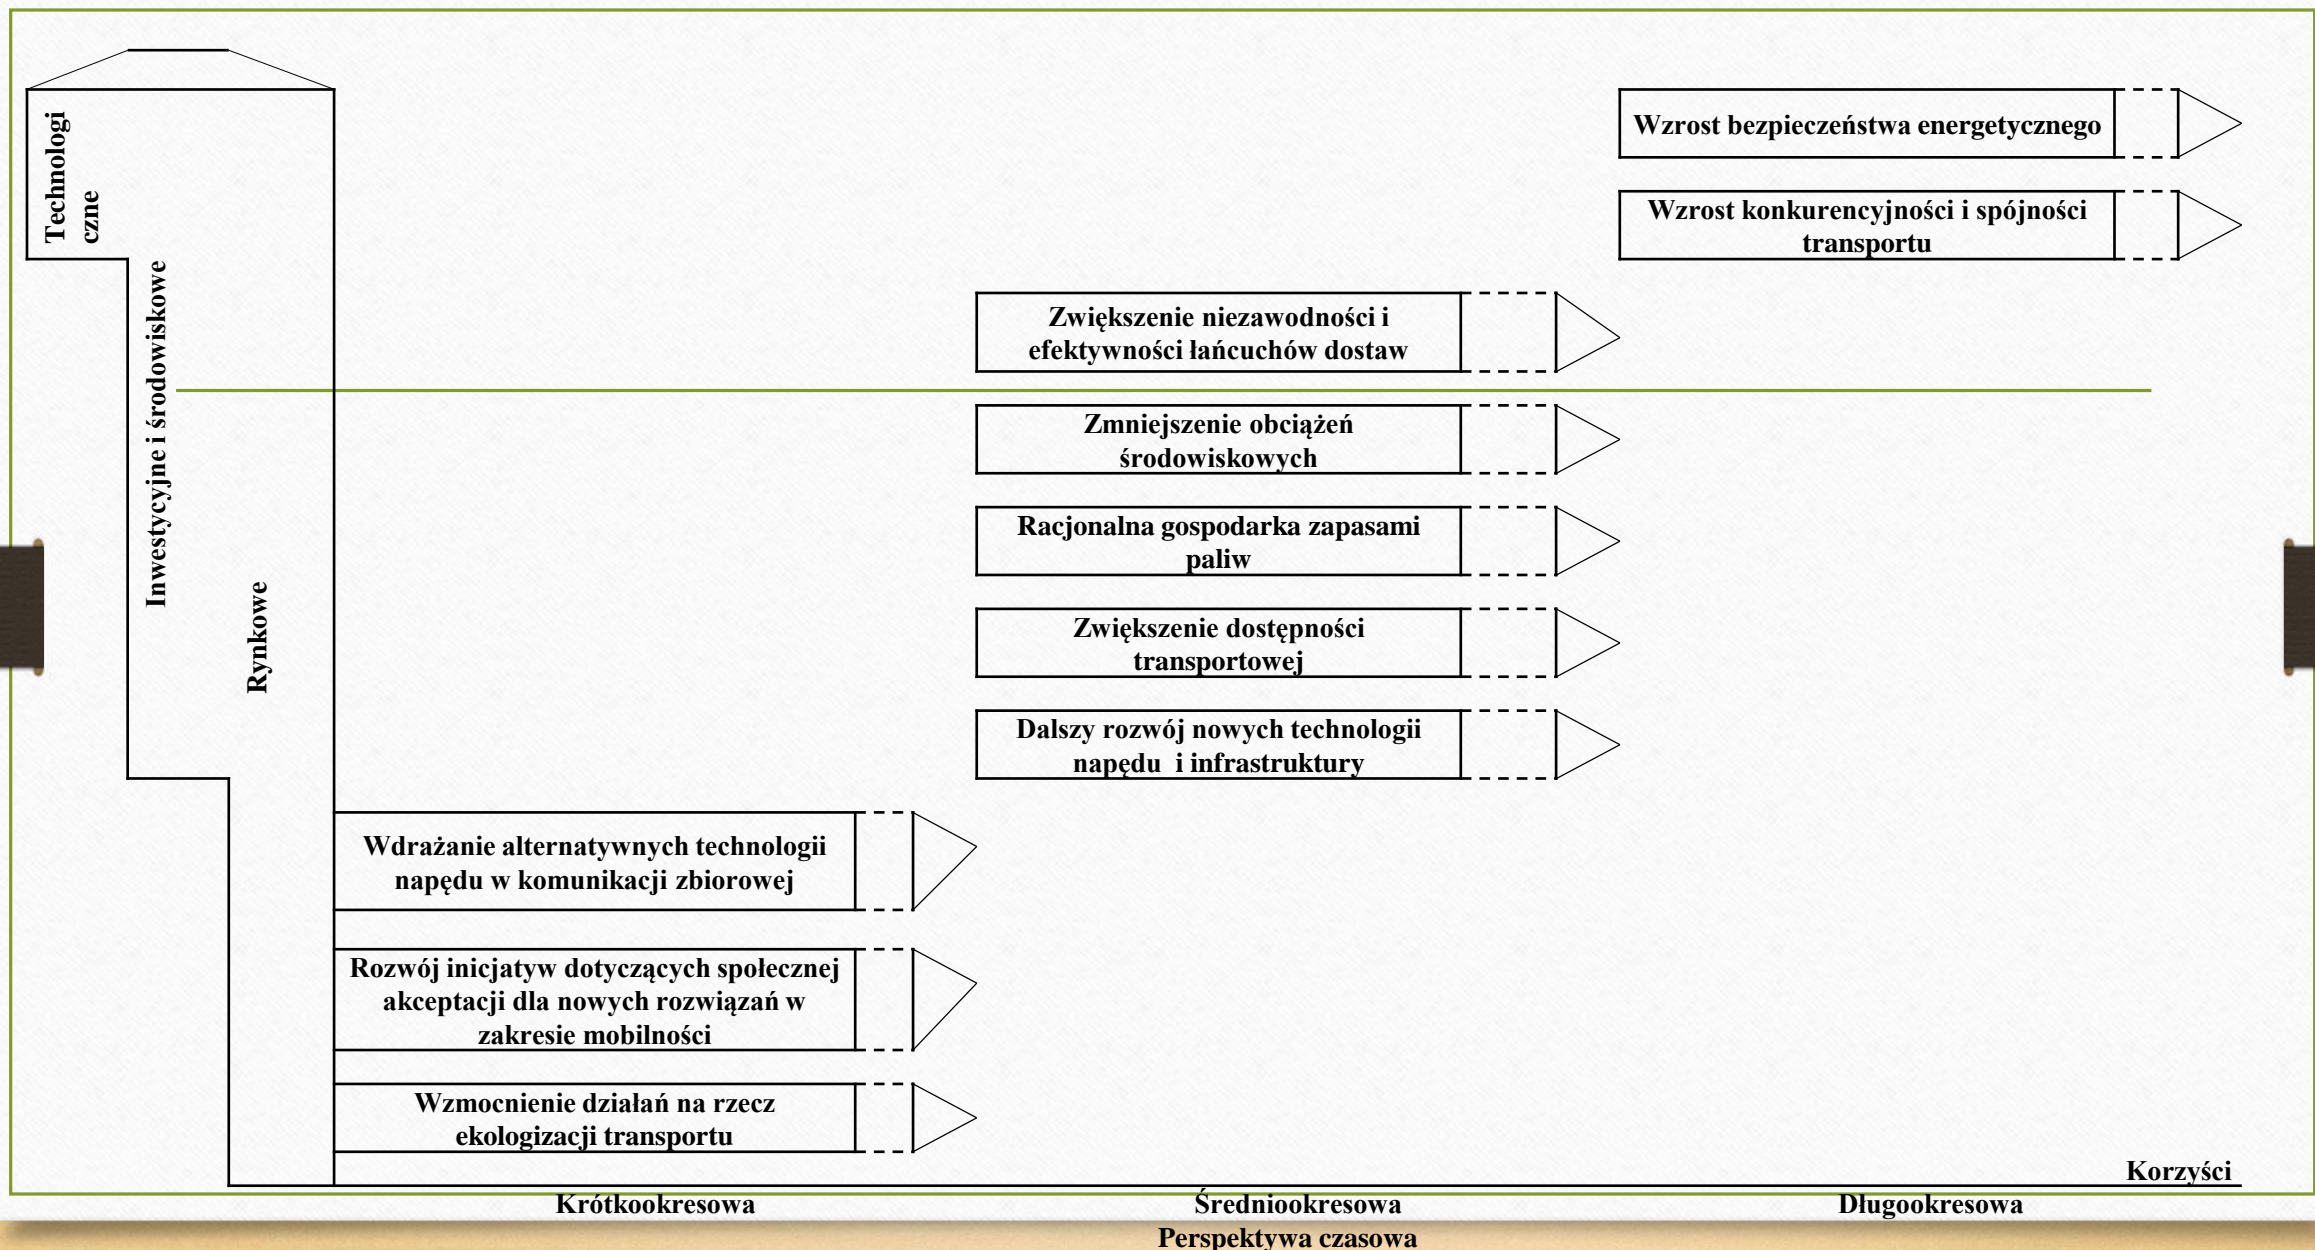 Technologi
czne
Inwestycyjne i środowiskowe
Rynkowe
Wzrost bezpieczeństwa energetycznego
Wzrost konkurencyjności i spójności
transportu
Zwiększenie niezawodności i
efektywności łańcuchów dostaw
Zmniejszenie obciążeń
środowiskowych
Racjonalna gospodarka zapasami
paliw
Zwiększenie dostępności
transportowej
Dalszy rozwój nowych technologii
napędu i infrastruktury
Wdrażanie alternatywnych technologii
napędu w komunikacji zbiorowej
Rozwój inicjatyw dotyczących społecznej
akceptacji dla nowych rozwiązań w
zakresie mobilności
Wzmocnienie działań na rzecz
ekologizacji transportu
Korzyści
Krótkookresowa
Średniookresowa
Długookresowa
Perspektywa czasowa